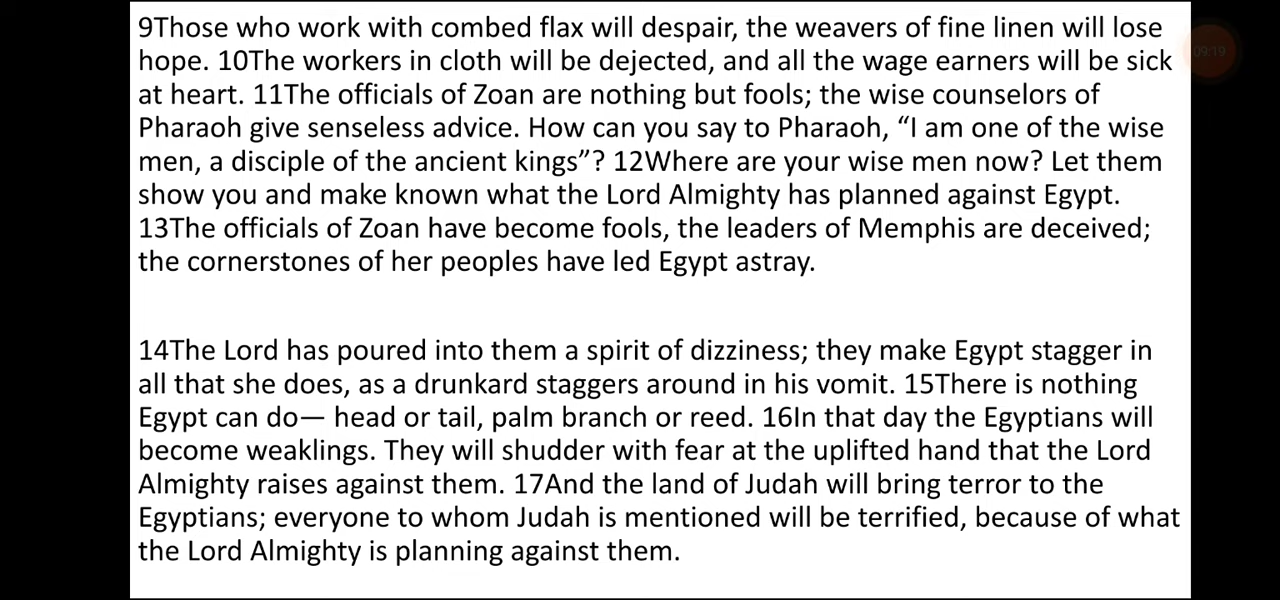 9Those who work with combed flax will despair, the weavers of fine linen will lose
hope. 10The workers in cloth will be dejected, and all the wage earners will be sick
at heart. 11The officials of Zoan are nothing but fools; the wise counselors of
Pharaoh give senseless advice. How can you say to Pharaoh, “I am one of the wise
men, a disciple of the ancient kings”? 12Where are your wise men now? Let them
show you and make known what the Lord Almighty has planned against Egypt.
13The officials of Zoan have become fools, the leaders of Memphis are deceived;
the cornerstones of her peoples have led Egypt astray.
14The Lord has poured into them a spirit of dizziness; they make Egypt stagger in
all that she does, as a drunkard staggers around in his vomit. 15There is nothing
Egypt can do— head or tail, palm branch or reed. 16In that day the Egyptians will
become weaklings. They will shudder with fear at the uplifted hand that the Lord
Almighty raises against them. 17And the land of Judah will bring terror to the
Egyptians; everyone to whom Judah is mentioned will be terrified, because of what
the Lord Almighty is planning against them.
09:19